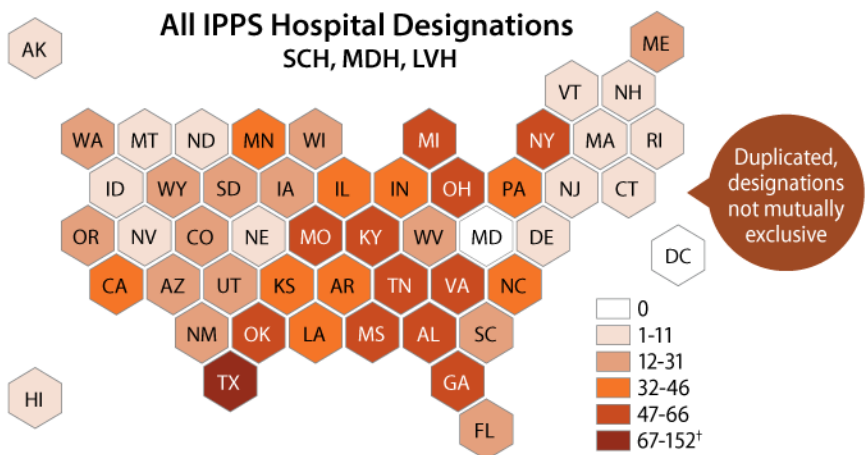 All IPPS Hospital Designations
SCH, MDH, LVH
AK
ME
VT NH
WA MT ND MN WI MI NY MA RI
ID WY SD IA IL IN OH PA NJ CT
OR NV CO NE MO KY WV MD DE
DC
CA AZ UT KS AR TN VA NC
NM OK LA MS AL SC
TX GA
HI
FL
Duplicated,
designations
not mutually
exclusive
0
1-11
12-31
32-46
47-66
67-152†